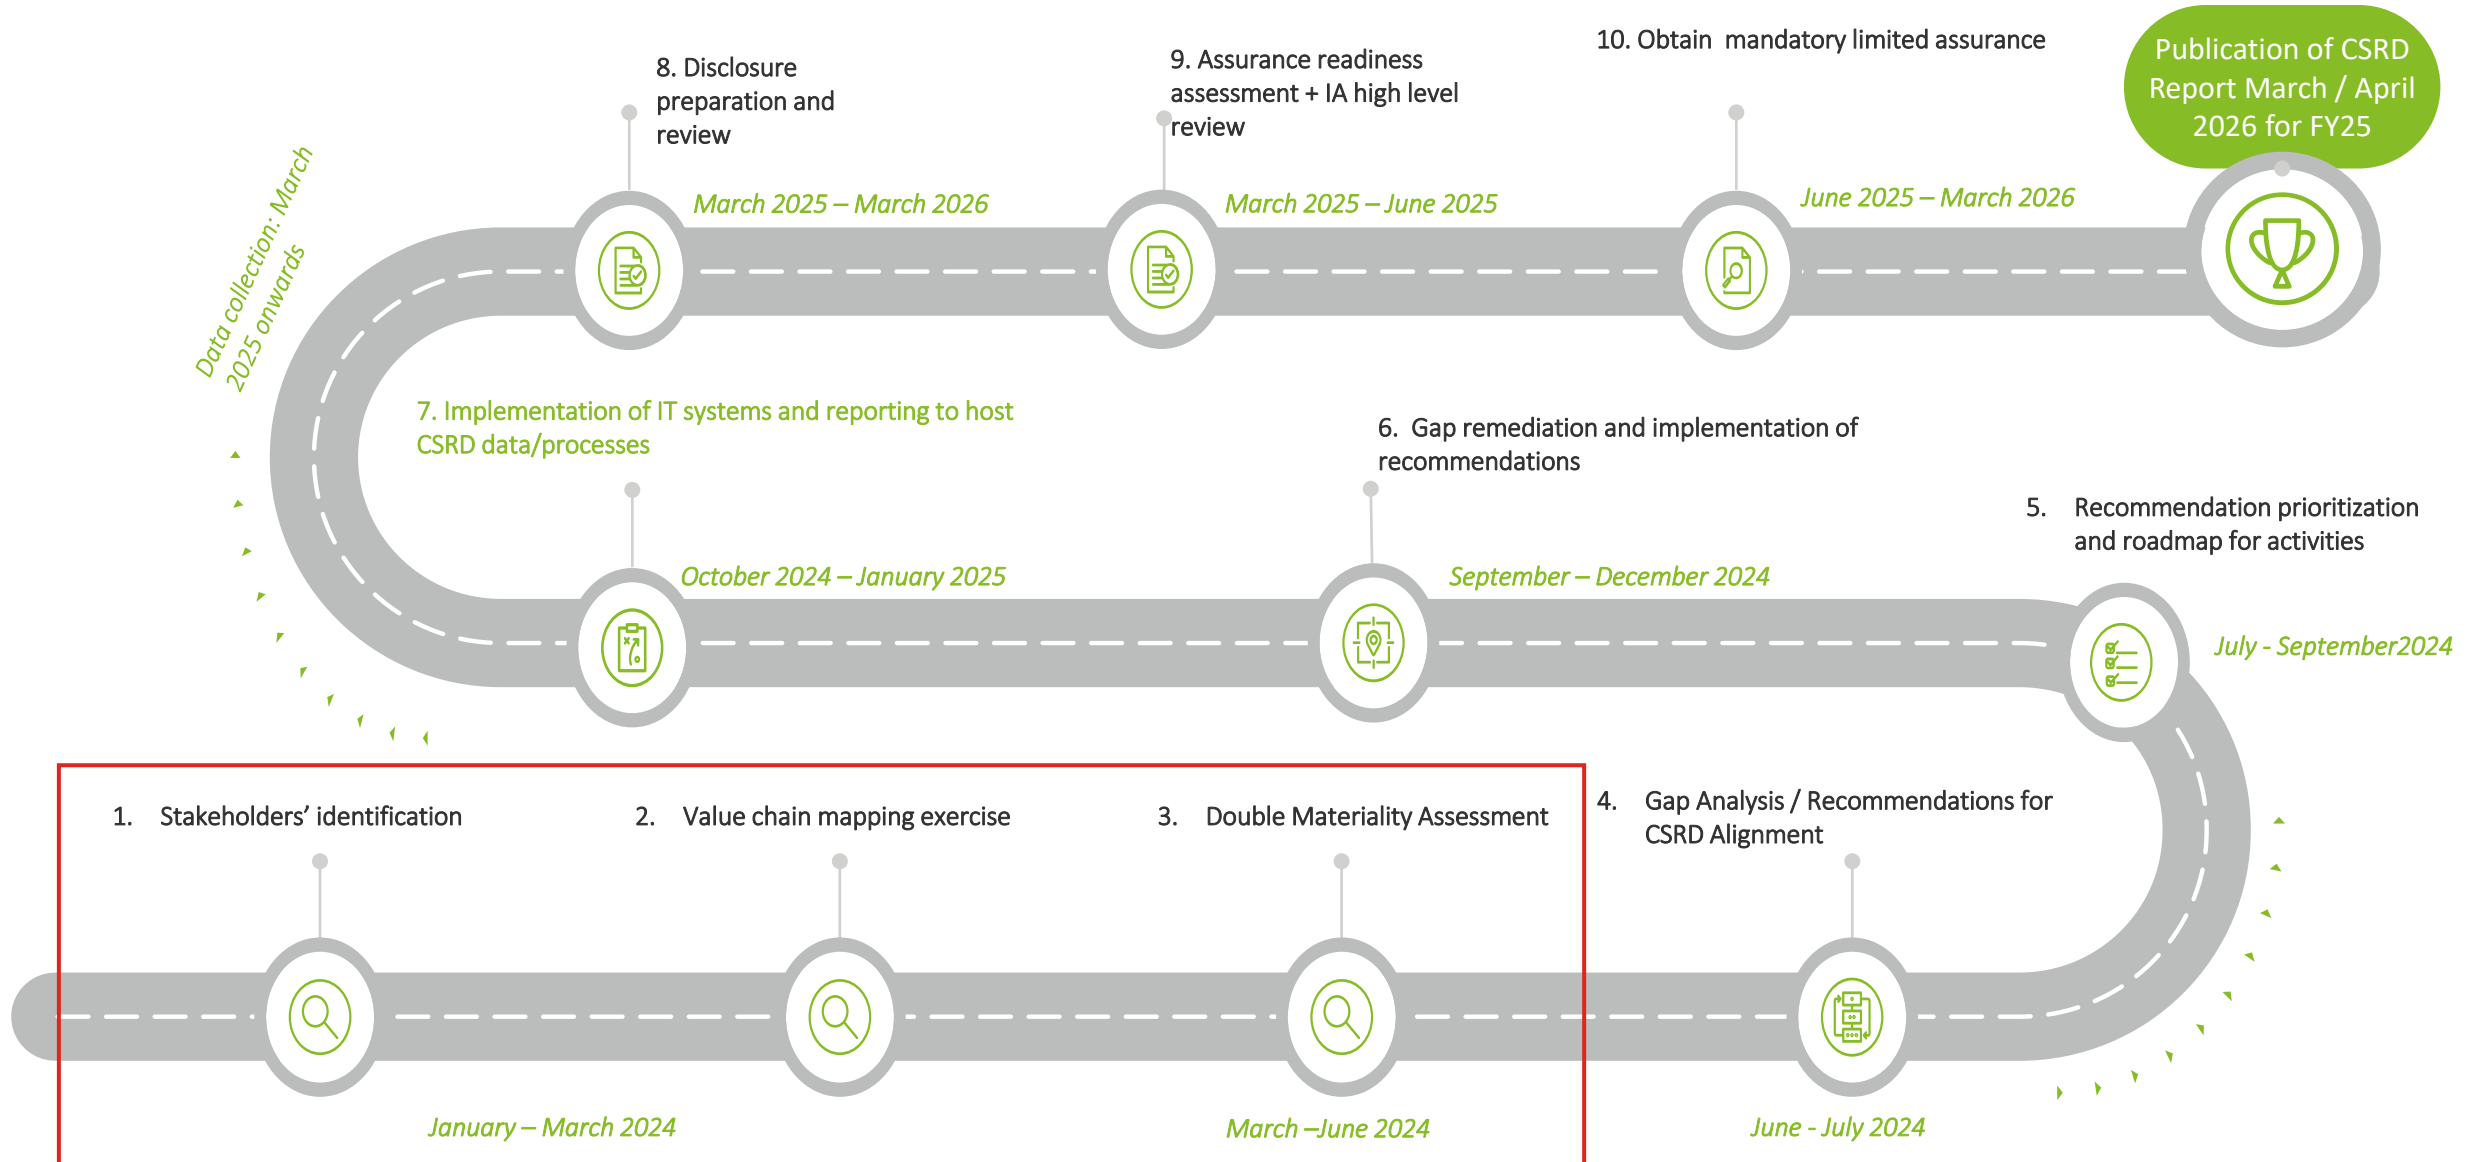 8. Disclosure
preparation and
review
9. Assurance readiness
assessment + IA high level
review
10. Obtain  mandatory limited assurance
Publication of CSRD
Report March / April
2026 for FY25
March 2025 – March 2026
March 2025 – June 2025
June 2025 – March 2026
Data collection: March
2025 onwards
7. Implementation of IT systems and reporting to host
CSRD data/processes
6.  Gap remediation and implementation of
recommendations
5. Recommendation prioritization
and roadmap for activities
October 2024 – January 2025
September – December 2024
July - September2024
1. Stakeholders’ identification
2. Value chain mapping exercise
3. Double Materiality Assessment
4. Gap Analysis / Recommendations for
CSRD Alignment
January – March 2024
March –June 2024
June - July 2024